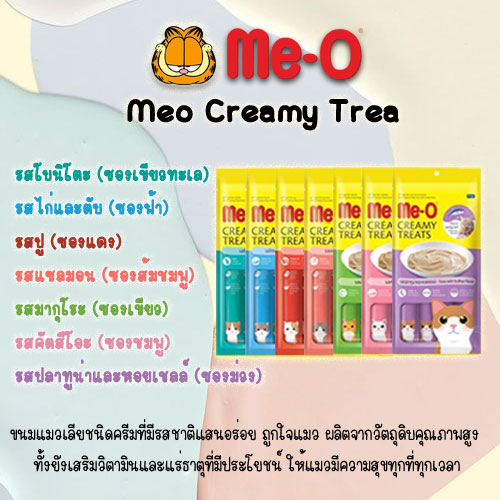 Me-O
Meo Creamy Trea
รสโบนิโตะ (ซองเขียวทะเล)
รสไก่และตับ (ซองฟ้า)
รสปู (ซองแดง)
รสแซลมอน (ซองส้มชมพู)
รสมากุโระ (ซองเขียว)
รสคัตสึโอะ (ซองชมพู)
รสปลาทูน่าและหอยเชลล์ (ซองม่วง)
Me-O
CREAMY
TREATS
ขนมแมวเลียชนิดครีมที่มีรสชาติแสนอร่อย ถูกใจแมว ผลิตจากวัตถุดิบคุณภาพสูง
ทั้งยังเสริมวิตามินและแร่ธาตุที่มีประโยชน์ ให้แมวมีความสุขทุกที่ทุกเวลา